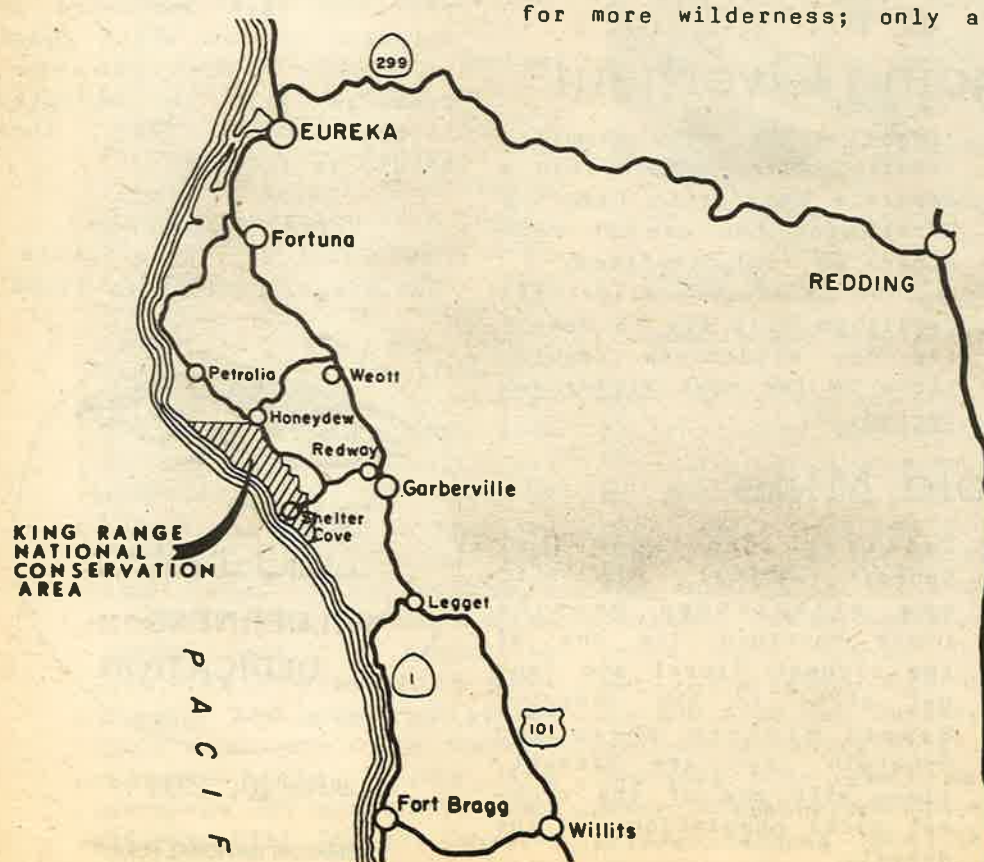 for more wilderness; only a
299
EUREKA
Fortuna
REDDING
Petrolia
Weott
Honeydew
Redway
Garberville
Shelter
Cove
KING RANGE
NATIONAL
CONSERVATION
AREA
Legget
1
101
Fort Bragg
Willits
PACIF